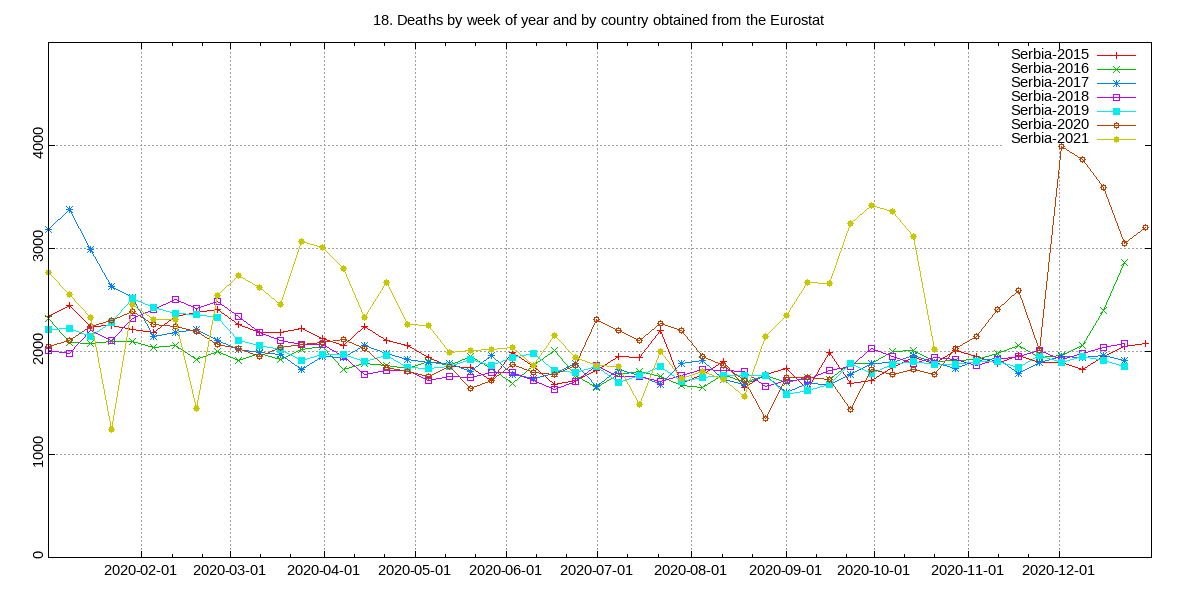 18. Deaths by week of year and by country obtained from the Eurostat
Serbia-2015
Serbia-2016
Serbia-2017
Serbia-2018
Serbia-2019
Serbia-2020
Serbia-2021
4000
3000
2000
1000
0
2020-02-01 2020-03-01 2020-04-01 2020-05-01 2020-06-01 2020-07-01 2020-08-01 2020-09-01 2020-10-01 2020-11-01 2020-12-01